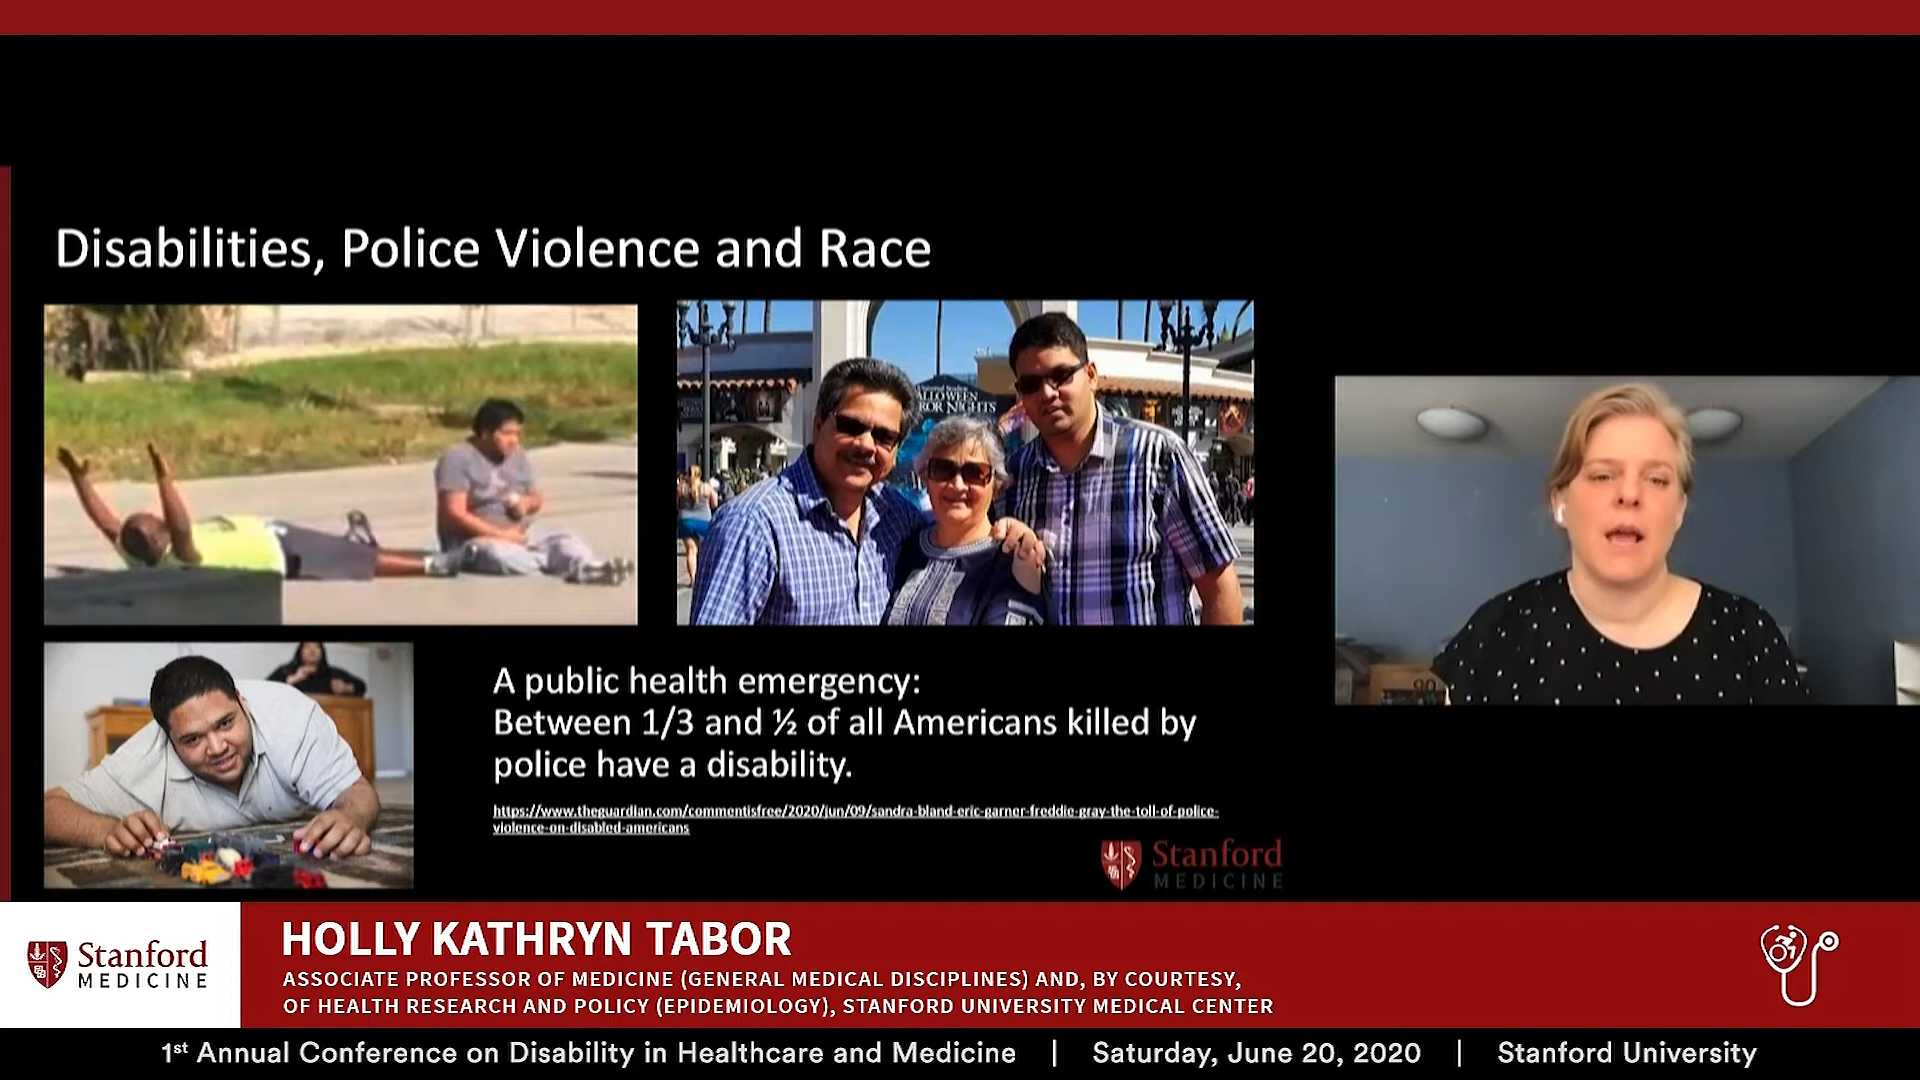 Disabilities, Police Violence and Race
ALLOWEEN
ROR NIGHTS
A public health emergency:
Between 1/3 and ½ of all Americans killed by
police have a disability.
https://www.theguardian.com/commentisfree/2020/jun/09/sandra-bland-eric-garner-freddie-gray-the-toll-of-police-
violence-on-disabled-americans
Stanford
MEDICINE
90
Stanford
MEDICINE
HOLLY KATHRYN TABOR
ASSOCIATE PROFESSOR OF MEDICINE (GENERAL MEDICAL DISCIPLINES) AND, BY COURTESY,
OF HEALTH RESEARCH AND POLICY (EPIDEMIOLOGY), STANFORD UNIVERSITY MEDICAL CENTER
1st Annual Conference on Disability in Healthcare and Medicine | Saturday, June 20, 2020 | Stanford University